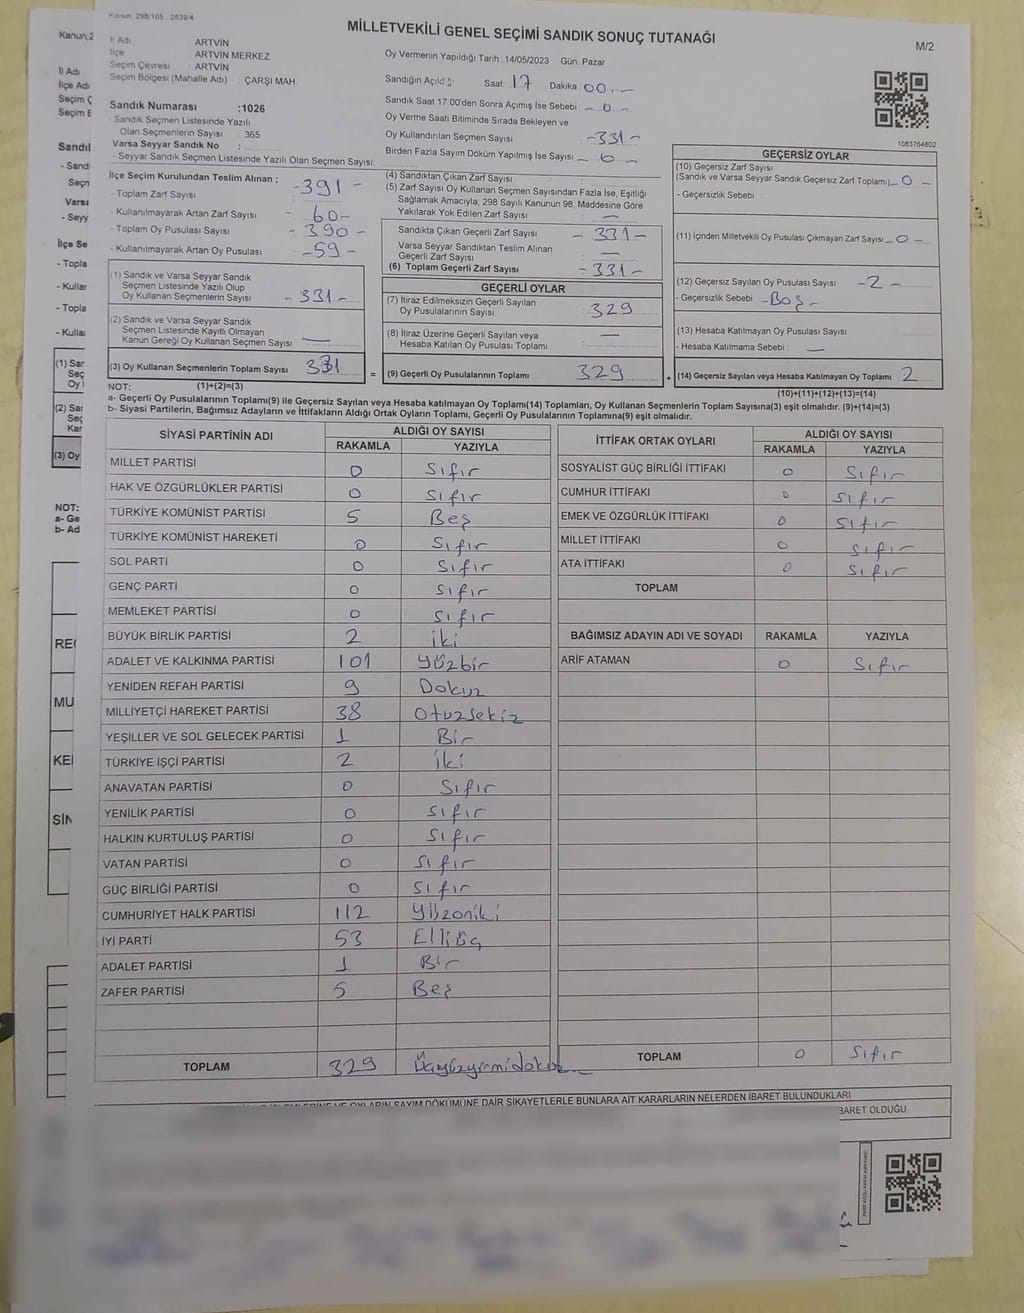 Kanun: 298/105 , 2839/4
MİLLETVEKİLİ GENEL SEÇİMİ SANDIK SONUÇ TUTANAĞI
M/2
İl Adı ARTVİN
İlçe ARTVİN MERKEZ
Seçim Çevresi ARTVİN
Seçim Bölgesi (Mahalle Adı) : ÇARŞI MAH.
Oy Vermenin Yapıldığı Tarih : 14/05/2023 Gün: Pazar
Sandığın Açıldığı Saat: 17 Dakika 00.-
Sandık Numarası :1026
Sandık Saat 17:00'den Sonra Açımış İse Sebebi : - 0 -
Sandık Seçmen Listesinde Yazılı
Olan Seçmenlerin Sayısı : 365
Oy Verme Saati Bitiminde Sırada Bekleyen ve
Oy Kullandırılan Seçmen Sayısı -331-
Varsa Seyyar Sandık No :
- Seyyar Sandık Seçmen Listesinde Yazılı Olan Seçmen Sayısı:
Birden Fazla Sayım Döküm Yapılmış İse Sayısı - 0 -
1083764802
İlçe Seçim Kurulundan Teslim Alınan ;
- Toplam Zarf Sayısı -391-
- Kullanılmayarak Artan Zarf Sayısı - 60-
- Toplam Oy Pusulası Sayısı - 390 -
- Kullanılmayarak Artan Oy Pusulası : -59-
(4) Sandıktan Çıkan Zarf Sayısı
(5) Zarf Sayısı Oy Kullanan Seçmen Sayısından Fazla İse, Eşitliği
Sağlamak Amacıyla; 298 Sayılı Kanunun 98. Maddesine Göre
Yakılarak Yok Edilen Zarf Sayısı —
Sandıkta Çıkan Geçerli Zarf Sayısı - 331-
Varsa Seyyar Sandıktan Teslim Alınan
Geçerli Zarf Sayısı —
(6) Toplam Geçerli Zarf Sayısı - 331-
GEÇERSİZ OYLAR
(10) Geçersiz Zarf Sayısı
(Sandık ve Varsa Seyyar Sandık Geçersiz Zarf Toplamı) - 0 -
- Geçersizlik Sebebi :
(11) İçinden Milletvekili Oy Pusulası Çıkmayan Zarf Sayısı - 0 -
(12) Geçersiz Sayılan Oy Pusulası Sayısı - 2 -
- Geçersizlik Sebebi -Boş-
(13) Hesaba Katılmayan Oy Pusulası Sayısı
- Hesaba Katılmama Sebebi : —
(14) Geçersiz Sayılan veya Hesaba Katılmayan Oy Toplamı 2
(10)+(11)+(12)+(13)=(14)
(1) Sandık ve Varsa Seyyar Sandık
Seçmen Listesinde Yazılı Olup
Oy Kullanan Seçmenlerin Sayısı - 331-
(2) Sandık ve Varsa Seyyar Sandık
Seçmen Listesinde Kayıtlı Olmayan
Kanun Gereği Oy Kullanan Seçmen Sayısı —
(3) Oy Kullanan Seçmenlerin Toplam Sayısı 331 =
GEÇERLİ OYLAR
(7) İtiraz Edilmeksizin Geçerli Sayılan
Oy Pusulalarının Sayısı 329
(8) İtiraz Üzerine Geçerli Sayılan veya
Hesaba Katılan Oy Pusulası Toplamı —
(9) Geçerli Oy Pusulalarının Toplamı 329 +
NOT: (1)+(2)=(3)
a- Geçerli Oy Pusulalarının Toplamı(9) ile Geçersiz Sayılan veya Hesaba katılmayan Oy Toplamı(14) Toplamları, Oy Kullanan Seçmenlerin Toplam Sayısına(3) eşit olmalıdır. (9)+(14)=(3)
b- Siyasi Partilerin, Bağımsız Adayların ve İttifakların Aldığı Ortak Oyların Toplamı, Geçerli Oy Pusulalarının Toplamına(9) eşit olmalıdır.
SİYASİ PARTİNİN ADI ALDIĞI OY SAYISI
RAKAMLA YAZIYLA
MİLLET PARTİSİ 0 Sıfır
HAK VE ÖZGÜRLÜKLER PARTİSİ 0 Sıfır
TÜRKİYE KOMÜNİST PARTİSİ 5 Beş
TÜRKİYE KOMÜNİST HAREKETİ 0 Sıfır
SOL PARTİ 0 Sıfır
GENÇ PARTİ 0 Sıfır
MEMLEKET PARTİSİ 0 Sıfır
BÜYÜK BİRLİK PARTİSİ 2 İki
ADALET VE KALKINMA PARTİSİ 101 Yüzbir
YENİDEN REFAH PARTİSİ 9 Dokuz
MİLLİYETÇİ HAREKET PARTİSİ 38 Otuzsekiz
YEŞİLLER VE SOL GELECEK PARTİSİ 1 Bir
TÜRKİYE İŞÇİ PARTİSİ 2 İki
ANAVATAN PARTİSİ 0 Sıfır
YENİLİK PARTİSİ 0 Sıfır
HALKIN KURTULUŞ PARTİSİ 0 Sıfır
VATAN PARTİSİ 0 Sıfır
GÜÇ BİRLİĞİ PARTİSİ 0 Sıfır
CUMHURİYET HALK PARTİSİ 112 Yüzoniki
İYİ PARTİ 53 Elliüç
ADALET PARTİSİ 1 Bir
ZAFER PARTİSİ 5 Beş
TOPLAM 329 Üçyüzyirmidokuz
İTTİFAK ORTAK OYLARI ALDIĞI OY SAYISI
RAKAMLA YAZIYLA
SOSYALİST GÜÇ BİRLİĞİ İTTİFAKI 0 Sıfır
CUMHUR İTTİFAKI 0 Sıfır
EMEK VE ÖZGÜRLÜK İTTİFAKI 0 Sıfır
MİLLET İTTİFAKI 0 Sıfır
ATA İTTİFAKI 0 Sıfır
TOPLAM
BAĞIMSIZ ADAYIN ADI VE SOYADI RAKAMLA YAZIYLA
ARİF ATAMAN 0 Sıfır
TOPLAM 0 Sıfır
OYLARIN SAYIM DÖKÜMÜNE DAİR ŞİKAYETLERLE BUNLARA AİT KARARLARIN NELERDEN İBARET BULUNDUKLARI
BARET OLDUĞU